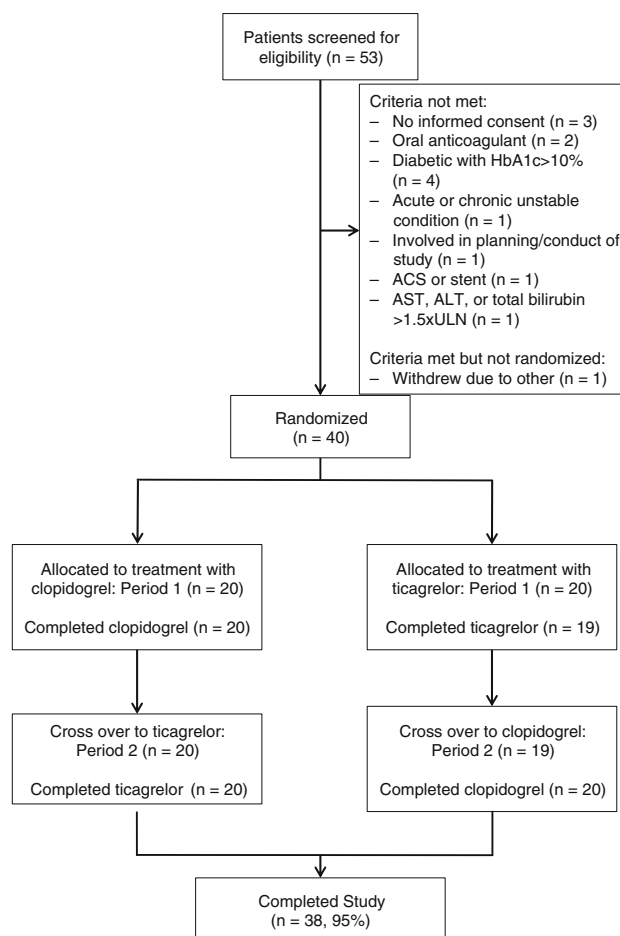 Patients screened for
eligibility (n = 53)
Criteria not met:
– No informed consent (n = 3)
– Oral anticoagulant (n = 2)
– Diabetic with HbA1c>10%
(n = 4)
– Acute or chronic unstable
condition (n = 1)
– Involved in planning/conduct of
study (n = 1)
– ACS or stent (n = 1)
– AST, ALT, or total bilirubin
>1.5xULN (n = 1)
Criteria met but not randomized:
– Withdrew due to other (n = 1)
Randomized
(n = 40)
Allocated to treatment with
clopidogrel: Period 1 (n = 20)
Completed clopidogrel (n = 20)
Allocated to treatment with
ticagrelor: Period 1 (n = 20)
Completed ticagrelor (n = 19)
Cross over to ticagrelor:
Period 2 (n = 20)
Completed ticagrelor (n = 20)
Cross over to clopidogrel:
Period 2 (n = 19)
Completed clopidogrel (n = 20)
Completed Study
(n = 38, 95%)